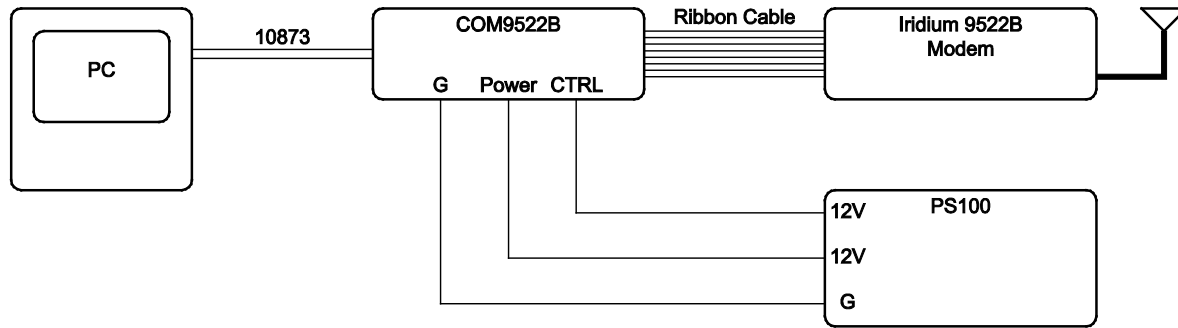 PC
10873
COM9522B
G Power CTRL
Ribbon Cable
Iridium 9522B
Modem
PS100
12V
12V
G